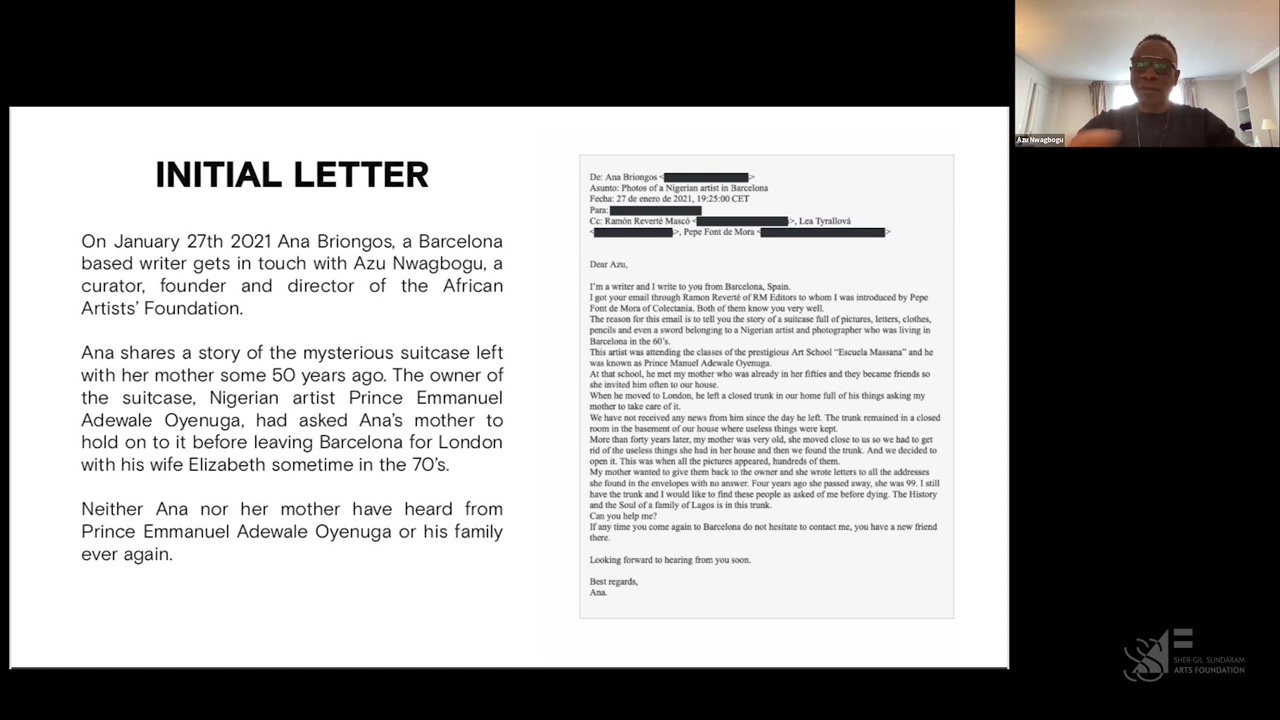 INITIAL LETTER
On January 27th 2021 Ana Briongos, a Barcelona
based writer gets in touch with Azu Nwagbogu, a
curator, founder and director of the African
Artists' Foundation.
Ana shares a story of the mysterious suitcase left
with her mother some 50 years ago. The owner of
the suitcase, Nigerian artist Prince Emmanuel
Adewale Oyenuga, had asked Ana's mother to
hold on to it before leaving Barcelona for London
with his wife Elizabeth sometime in the 70's.
Neither Ana nor her mother have heard from
Prince Emmanuel Adewale Oyenuga or his family
ever again.
De: Ana Briongos < >
Asunto: Photos of a Nigerian artist in Barcelona
Fecha: 27 de enero de 2021, 19:25:00 CET
Para:
Cc: Ramón Reverté Mascó < >, Lea Tyrallová
< >, Pepe Font de Mora < >
Dear Azu,
I'm a writer and I write to you from Barcelona, Spain.
I got your email through Ramon Reverté of RM Editors to whom I was introduced by Pepe
Font de Mora of Colectania. Both of them know you very well.
The reason for this email is to tell you the story of a suitcase full of pictures, letters, clothes,
pencils and even a sword belonging to a Nigerian artist and photographer who was living in
Barcelona in the 60's.
This artist was attending the classes of the prestigious Art School "Escuela Massana" and he
was known as Prince Manuel Adewale Oyenuga.
At that school, he met my mother who was already in her fifties and they became friends so
she invited him often to our house.
When he moved to London, he left a closed trunk in our home full of his things asking my
mother to take care of it.
We have not received any news from him since the day he left. The trunk remained in a closed
room in the basement of our house where useless things were kept.
More than forty years later, my mother was very old, she moved close to us so we had to get
rid of the useless things she had in her house and then we found the trunk. And we decided to
open it. This was when all the pictures appeared, hundreds of them.
My mother wanted to give them back to the owner and she wrote letters to all the addresses
she found in the envelopes with no answer. Four years ago she passed away, she was 99. I still
have the trunk and I would like to find these people as asked of me before dying. The History
and the Soul of a family of Lagos is in this trunk.
Can you help me?
If any time you come again to Barcelona do not hesitate to contact me, you have a new friend
there.
Looking forward to hearing from you soon.
Best regards,
Ana.
Azu Nwagbogu
SHER-GIL SUNDARAM
ARTS FOUNDATION